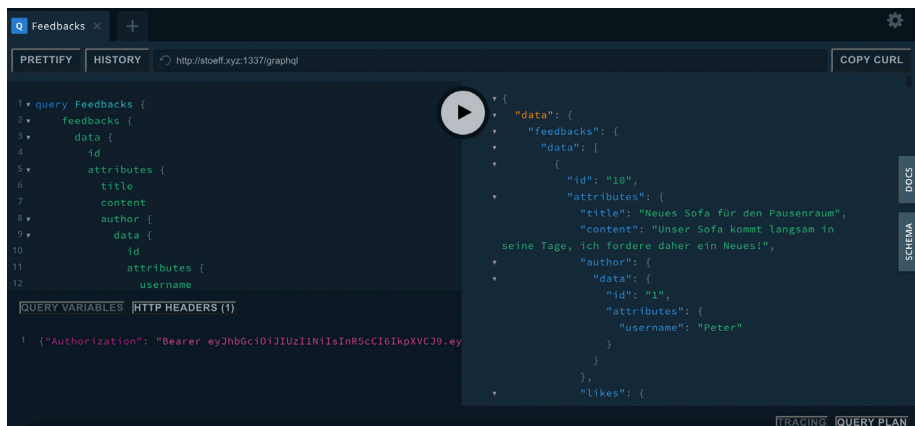 Q Feedbacks × +
PRETTIFY HISTORY http://stoeff.xyz:1337/graphql COPY CURL
1 query Feedbacks {
2 feedbacks {
3 data {
4 id
5 attributes {
6 title
7 content
8 author {
9 data {
10 id
11 attributes {
12 username
QUERY VARIABLES HTTP HEADERS (1)
1 {"Authorization": "Bearer eyJhbGciOiJIUzI1NiIsInR5cCI6IkpXVCJ9.ey
{
"data": {
"feedbacks": {
"data": [
{
"id": "10",
"attributes": {
"title": "Neues Sofa für den Pausenraum",
"content": "Unser Sofa kommt langsam in
seine Tage, ich fordere daher ein Neues!",
"author": {
"data": {
"id": "1",
"attributes": {
"username": "Peter"
}
}
},
"likes": {
DOCS
SCHEMA
TRACING QUERY PLAN